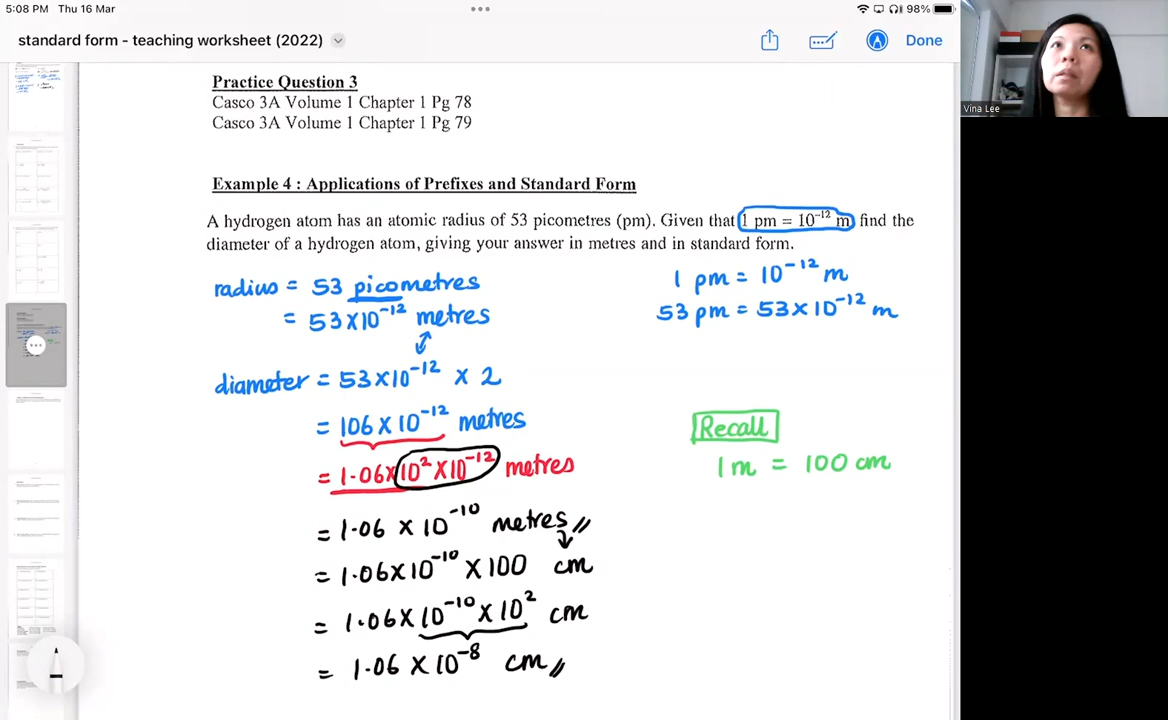 5:08 PM Thu 16 Mar
98%
standard form - teaching worksheet (2022)
Done
Vina Lee
Practice Question 3
Casco 3A Volume 1 Chapter 1 Pg 78
Casco 3A Volume 1 Chapter 1 Pg 79
Example 4 : Applications of Prefixes and Standard Form
A hydrogen atom has an atomic radius of 53 picometres (pm). Given that 1 pm = 10⁻¹² m find the
diameter of a hydrogen atom, giving your answer in metres and in standard form.
radius = 53 picometres
= 53×10⁻¹² metres
1 pm = 10⁻¹² m
53 pm = 53×10⁻¹² m
diameter = 53×10⁻¹² × 2
= 106×10⁻¹² metres
= 1.06×10²×10⁻¹² metres
= 1.06 × 10⁻¹⁰ metres
= 1.06×10⁻¹⁰ × 100 cm
= 1.06×10⁻¹⁰ × 10² cm
= 1.06 × 10⁻⁸ cm
Recall
1m = 100 cm